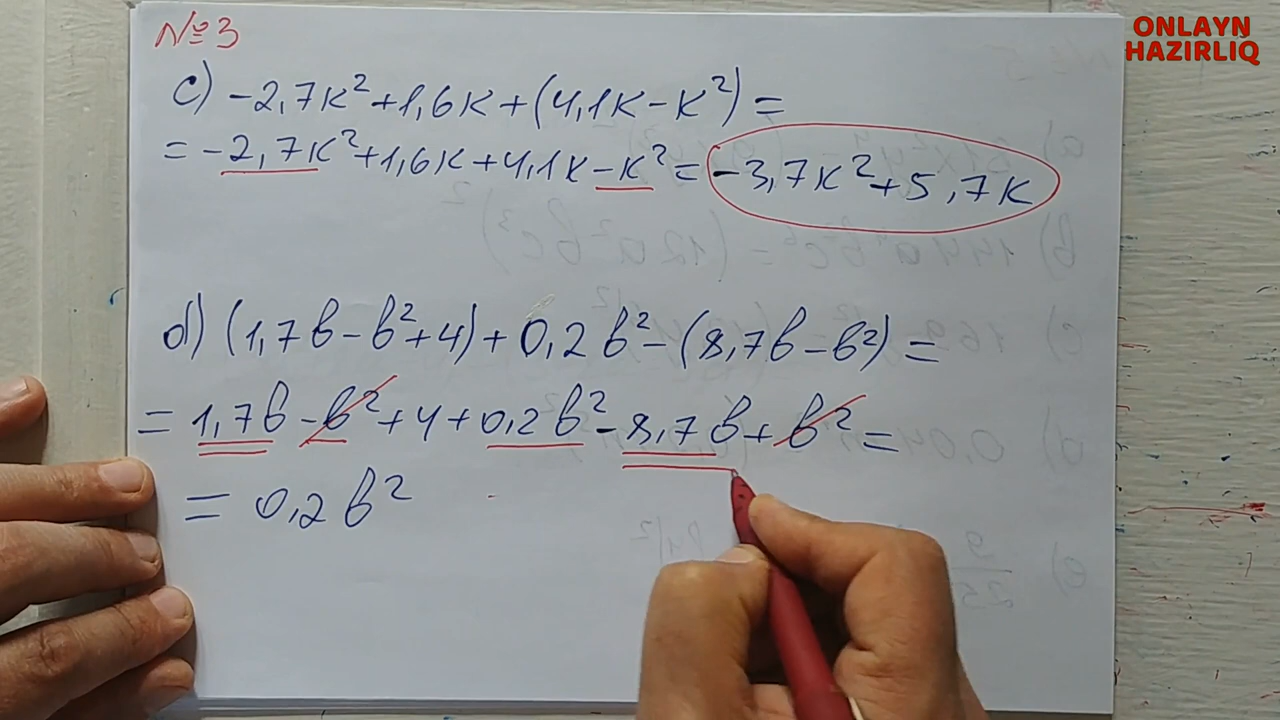 ONLAYN
HAZIRLIQ
№3
c) -2,7k²+1,6k+(4,1k-k²)=
=-2,7k²+1,6k+4,1k-k²=-3,7k²+5,7k
d) (1,7b-b²+4)+0,2b²-(8,7b-b²)=
=1,7b-b²+4+0,2b²-8,7b+b²=
=0,2b²